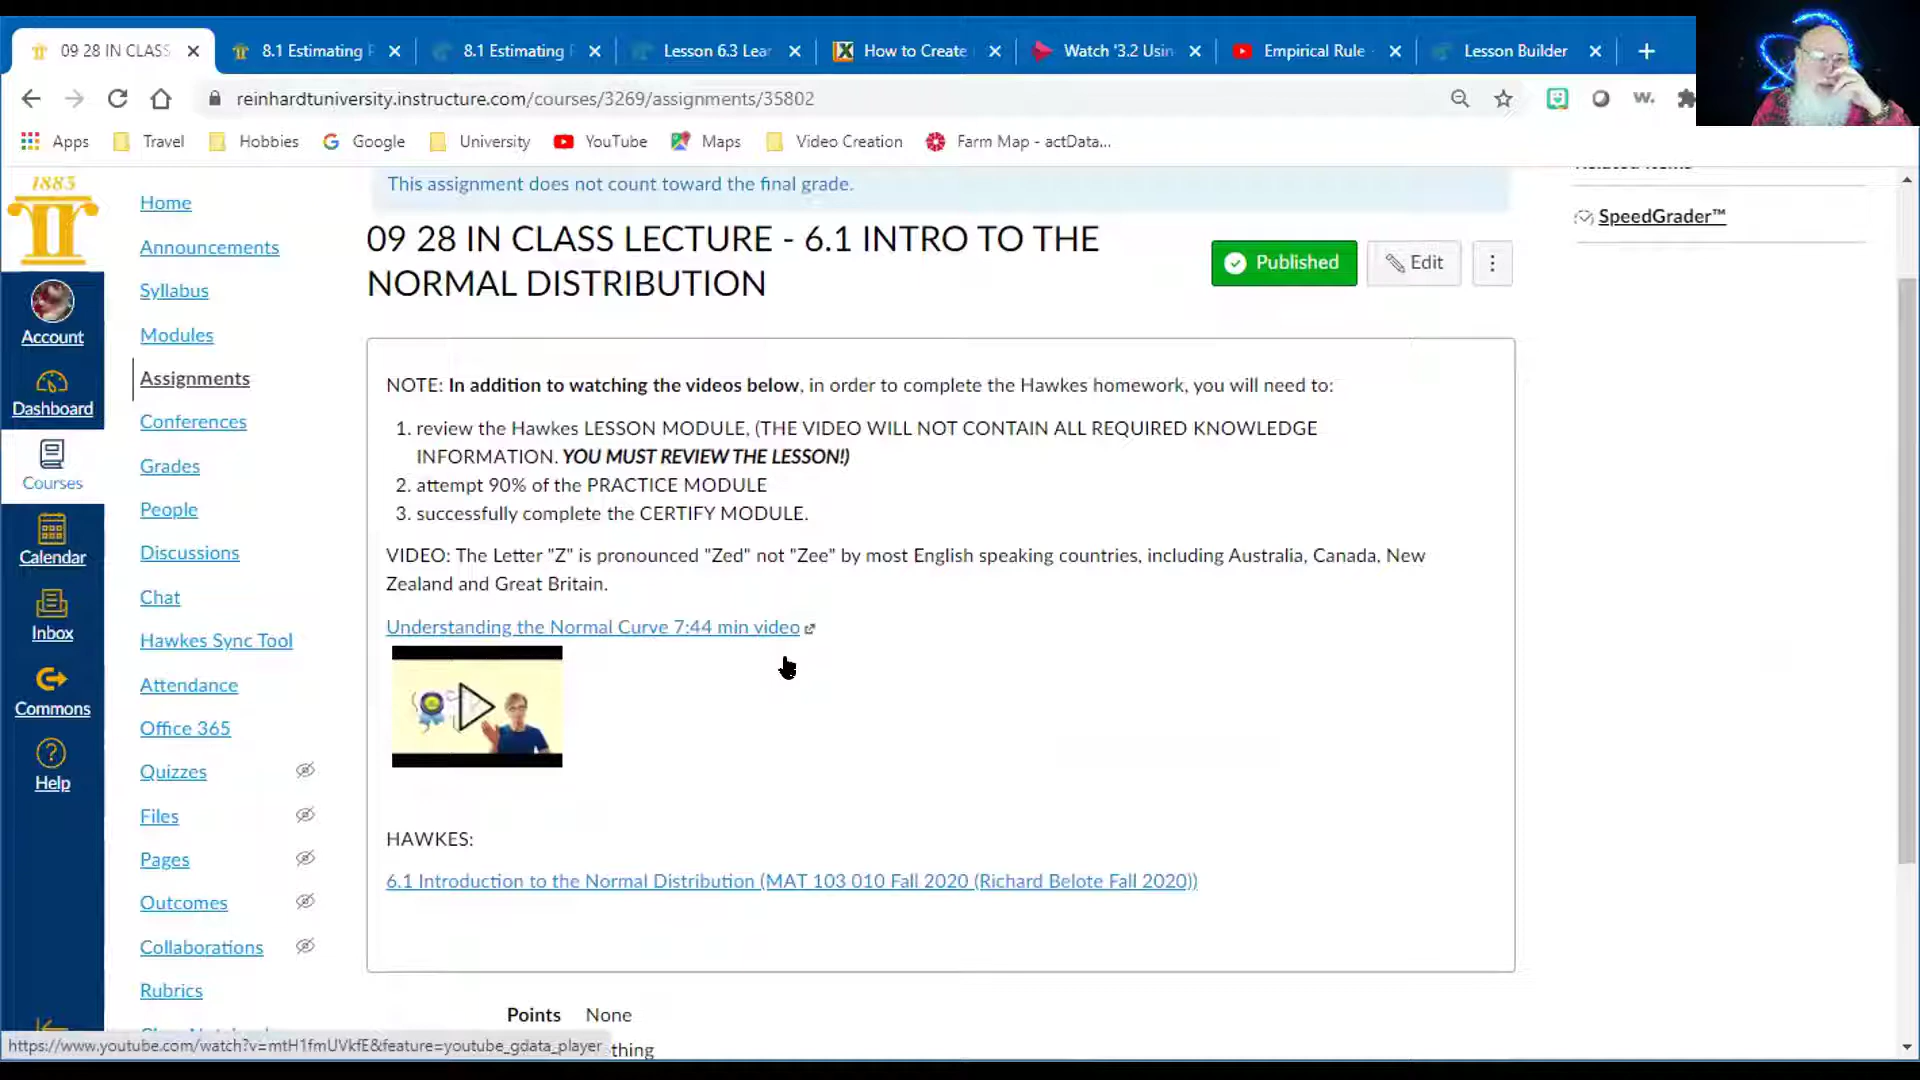 09 28 IN CLASS
8.1 Estimating
8.1 Estimating
Lesson 6.3 Lear
How to Create
Watch '3.2 Usin
Empirical Rule
Lesson Builder
reinhardtuniversity.instructure.com/courses/3269/assignments/35802
w.
Apps
Travel
Hobbies
Google
University
YouTube
Maps
Video Creation
Farm Map - actData...
1883
Account
Dashboard
Courses
Calendar
Inbox
Commons
Help
Home
Announcements
Syllabus
Modules
Assignments
Conferences
Grades
People
Discussions
Chat
Hawkes Sync Tool
Attendance
Office 365
Quizzes
Files
Pages
Outcomes
Collaborations
Rubrics
This assignment does not count toward the final grade.
09 28 IN CLASS LECTURE - 6.1 INTRO TO THE
NORMAL DISTRIBUTION
Published
Edit
NOTE: In addition to watching the videos below, in order to complete the Hawkes homework, you will need to:
1. review the Hawkes LESSON MODULE, (THE VIDEO WILL NOT CONTAIN ALL REQUIRED KNOWLEDGE
INFORMATION. YOU MUST REVIEW THE LESSON!)
2. attempt 90% of the PRACTICE MODULE
3. successfully complete the CERTIFY MODULE.
VIDEO: The Letter "Z" is pronounced "Zed" not "Zee" by most English speaking countries, including Australia, Canada, New
Zealand and Great Britain.
Understanding the Normal Curve 7:44 min video
HAWKES:
6.1 Introduction to the Normal Distribution (MAT 103 010 Fall 2020 (Richard Belote Fall 2020))
Points None
thing
SpeedGrader™
https://www.youtube.com/watch?v=mtH1fmUVkfE&feature=youtube_gdata_player